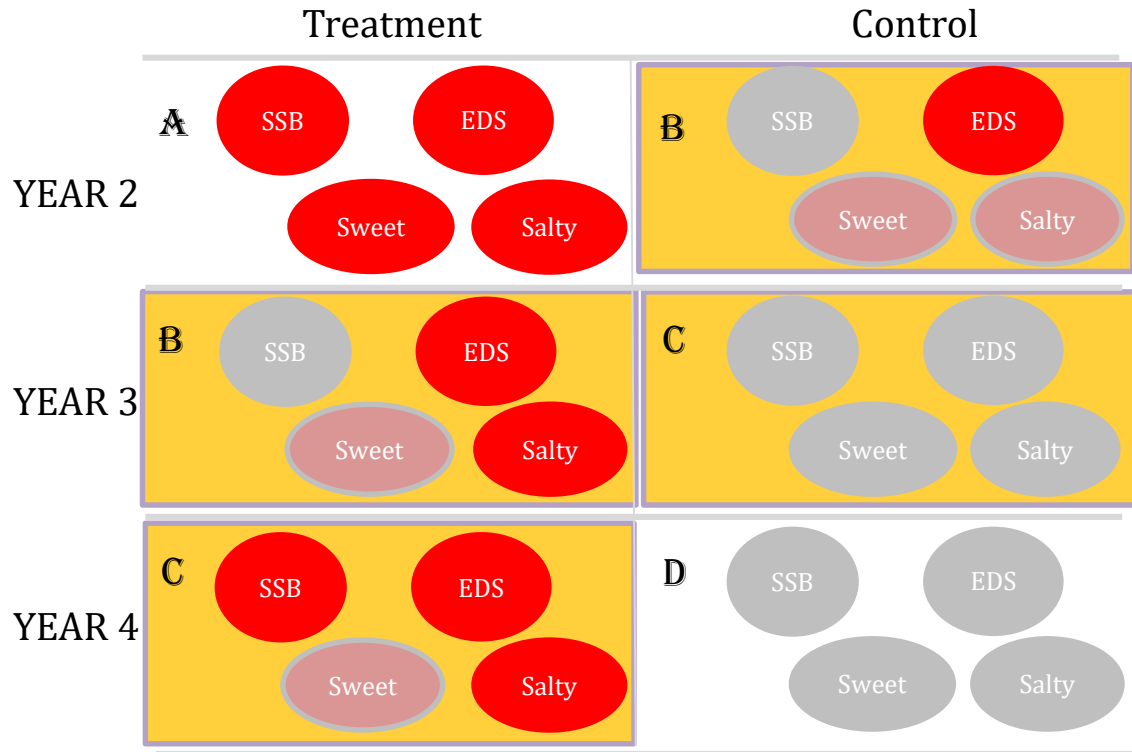 Treatment Control
A SSB EDS B SSB EDS
YEAR 2
Sweet Salty Sweet Salty
B SSB EDS C SSB EDS
YEAR 3
Sweet Salty Sweet Salty
C SSB EDS D SSB EDS
YEAR 4
Sweet Salty Sweet Salty